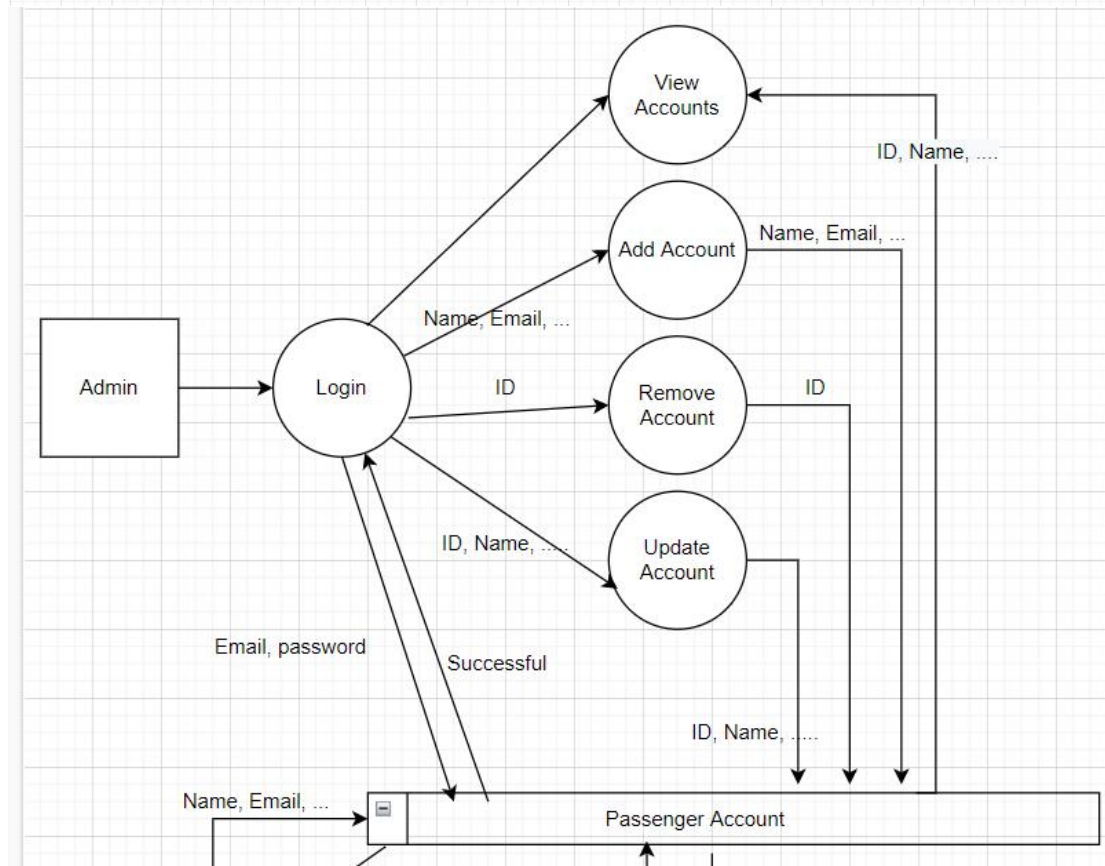 View
Accounts
ID, Name, ....
Add Account
Name, Email, ...
Name, Email, ...
Admin
Login
ID
Remove
Account
ID
ID, Name, .....
Update
Account
Email, password
Successful
ID, Name, .....
Name, Email, ...
Passenger Account